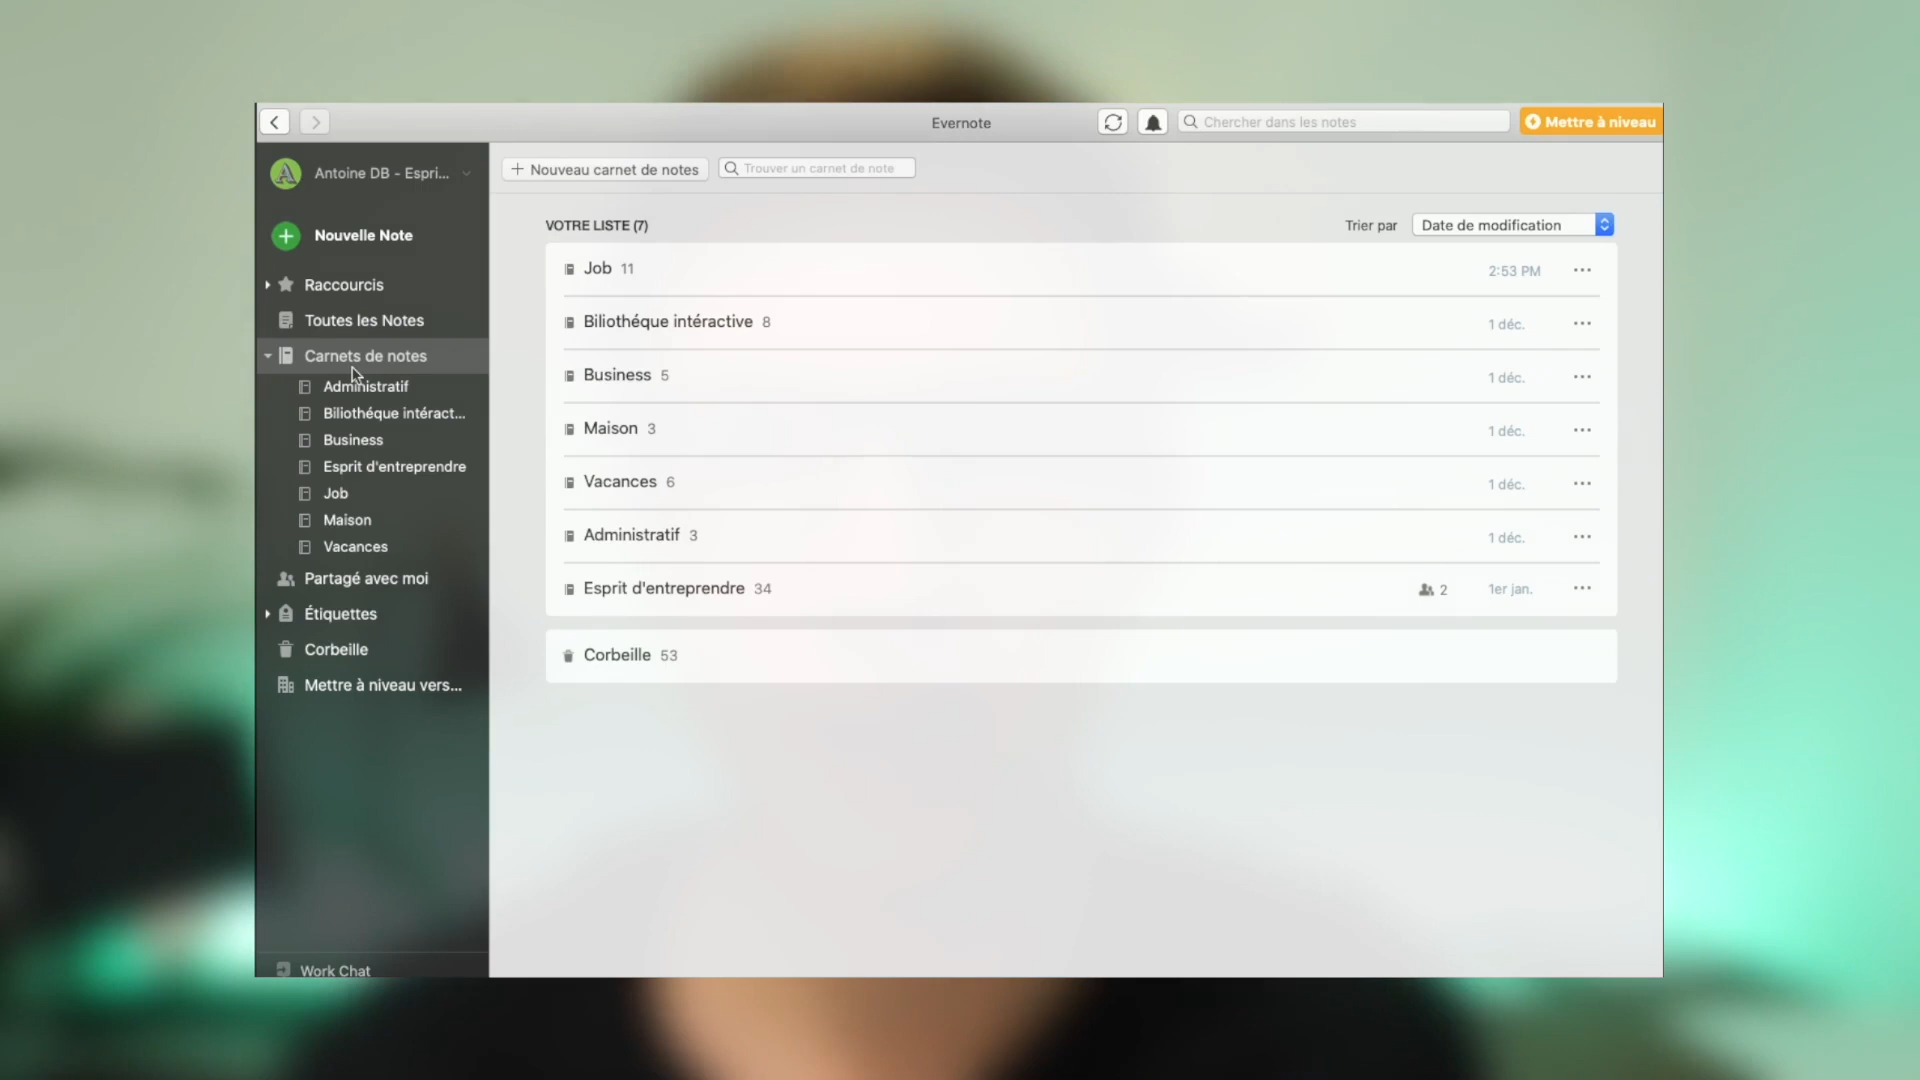 Evernote
Chercher dans les notes
Mettre à niveau
Antoine DB - Espri...
Nouveau carnet de notes
Trouver un carnet de note
Nouvelle Note
Raccourcis
Toutes les Notes
Carnets de notes
Administratif
Biliothéque intéract...
Business
Esprit d'entreprendre
Job
Maison
Vacances
Partagé avec moi
Étiquettes
Corbeille
Mettre à niveau vers...
Work Chat
VOTRE LISTE (7)
Trier par
Date de modification
Job 11
2:53 PM
Biliothéque intéractive 8
1 déc.
Business 5
1 déc.
Maison 3
1 déc.
Vacances 6
1 déc.
Administratif 3
1 déc.
Esprit d'entreprendre 34
2
1er jan.
Corbeille 53